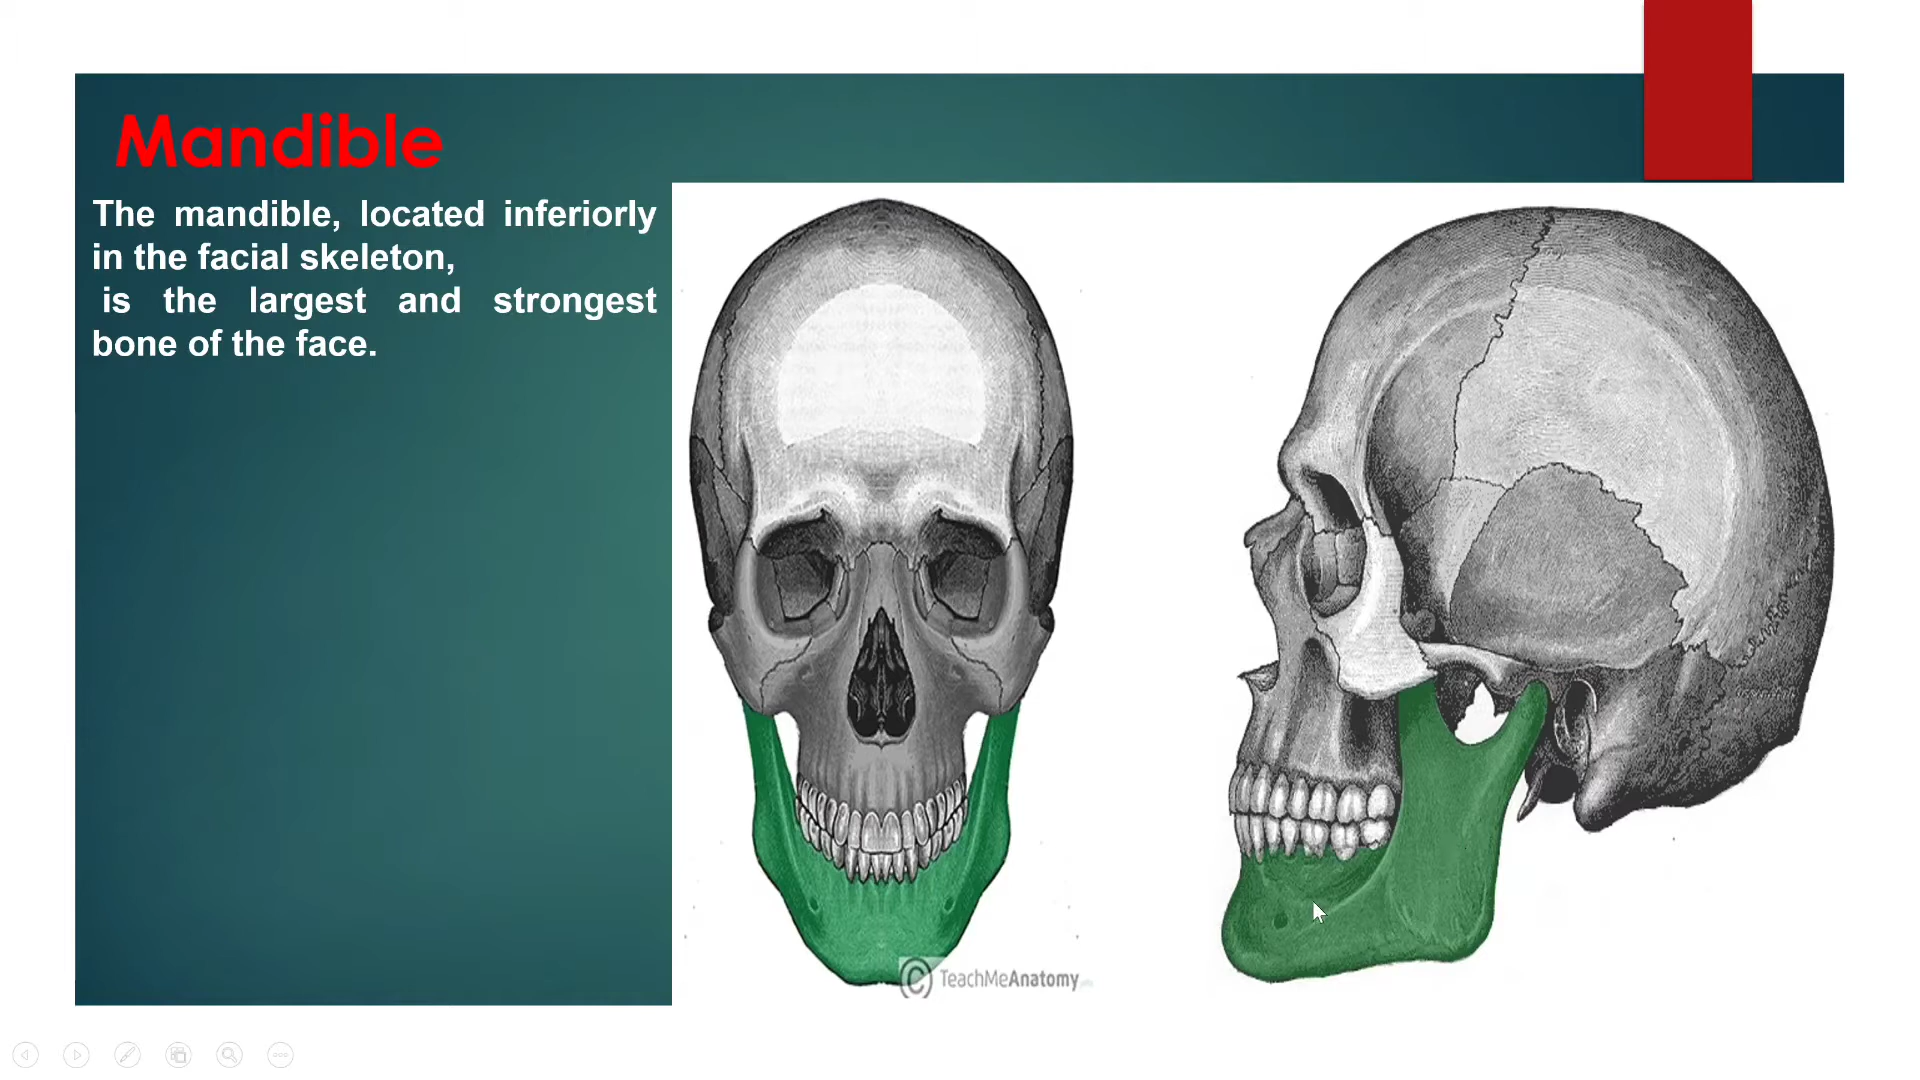 Mandible
The mandible, located inferiorly
in the facial skeleton,
is the largest and strongest
bone of the face.
© TeachMeAnatomy